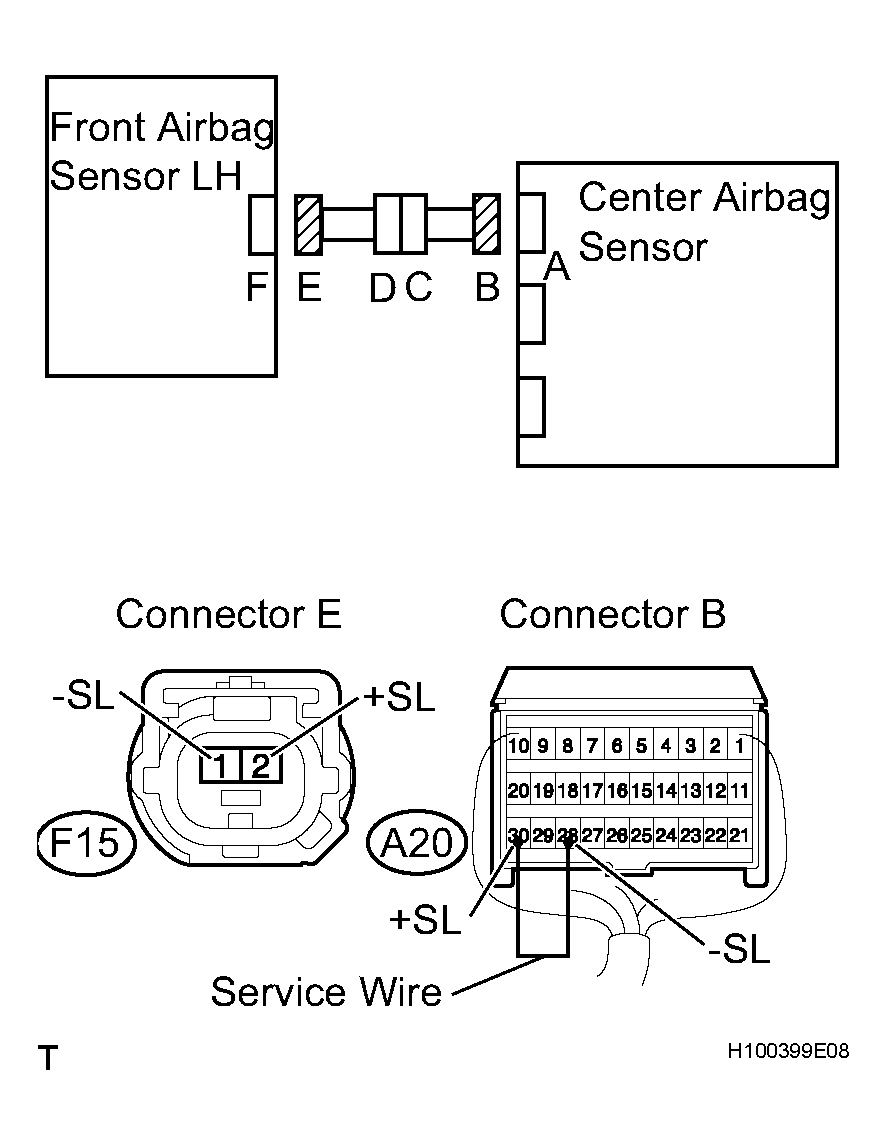 Front Airbag
Sensor LH
Center Airbag
Sensor
A
F E D C B
Connector E
Connector B
-SL
+SL
1 2
10 9 8 7 6 5 4 3 2 1
20 19 18 17 16 15 14 13 12 11
30 29 28 27 26 25 24 23 22 21
F15
A20
+SL
-SL
Service Wire
T
H100399E08